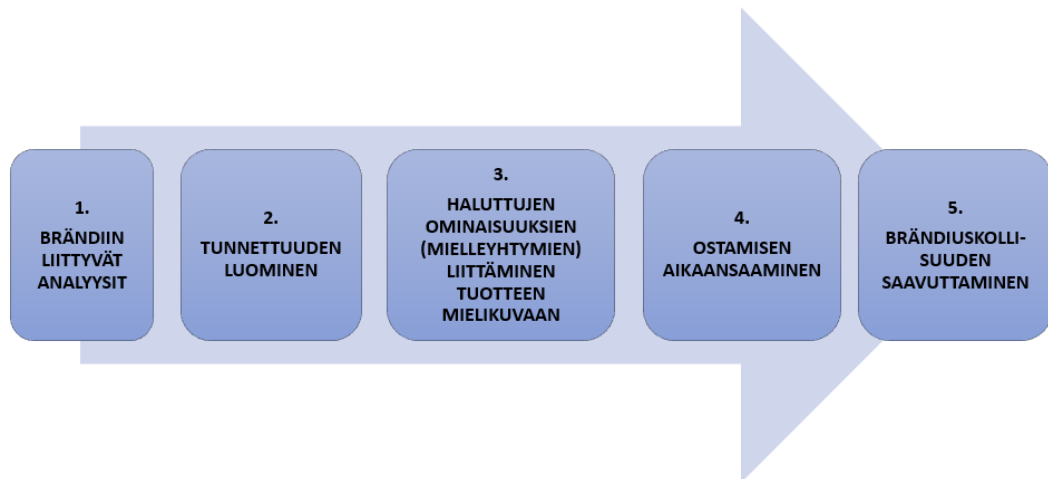 1.
BRÄNDIIN
LIITTYVÄT
ANALYYSIT
2.
TUNNETTUUDEN
LUOMINEN
3.
HALUTTUJEN
OMINAISUUKSIEN
(MIELLEYHTYMIEN)
LIITTÄMINEN
TUOTTEEN
MIELIKUVAAN
4.
OSTAMISEN
AIKAANSAAMINEN
5.
BRÄNDIUSKOLLI-
SUUDEN
SAAVUTTAMINEN